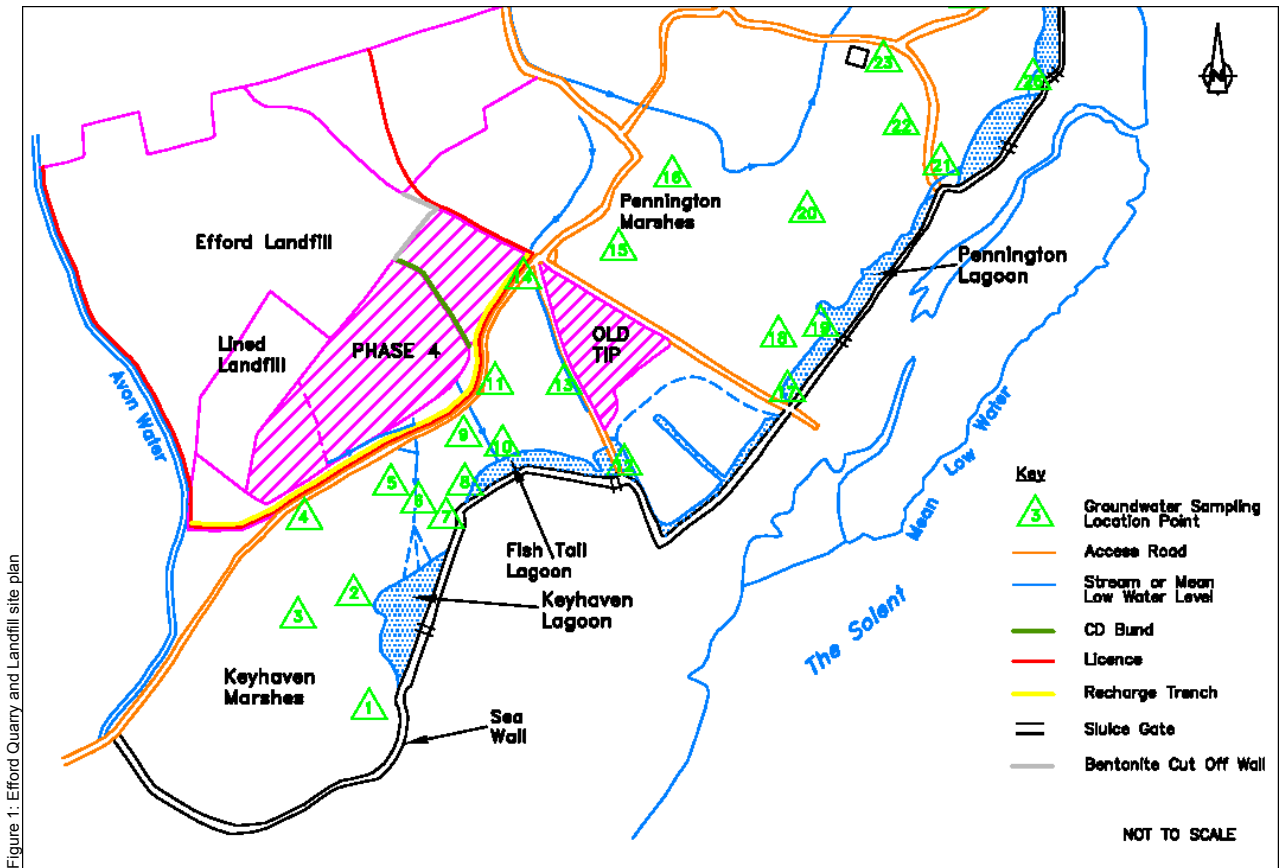 Figure 1: Efford Quarry and Landfill site plan
N
23
26
22
21
16
Pennington
Marshes
20
15
Efford Landfill
Pennington
Lagoon
14
OLD
TIP
18
19
Lined
Landfill
PHASE 4
11
13
17
Avon Water
9
10
5
6
8
7
4
Mean Low Water
Key
3
Groundwater Sampling
Location Point
Access Road
Stream or Mean
Low Water Level
CD Bund
Licence
Recharge Trench
Sluice Gate
Bentonite Cut Off Wall
Fish Tail
Lagoon
Keyhaven
Lagoon
2
3
The Solent
Keyhaven
Marshes
1
Sea
Wall
NOT TO SCALE